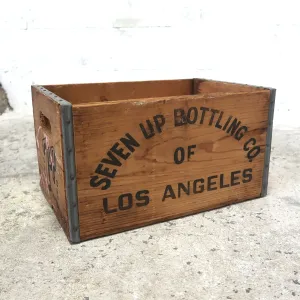 SEVEN UP BOTTLING CO.
OF
LOS ANGELES